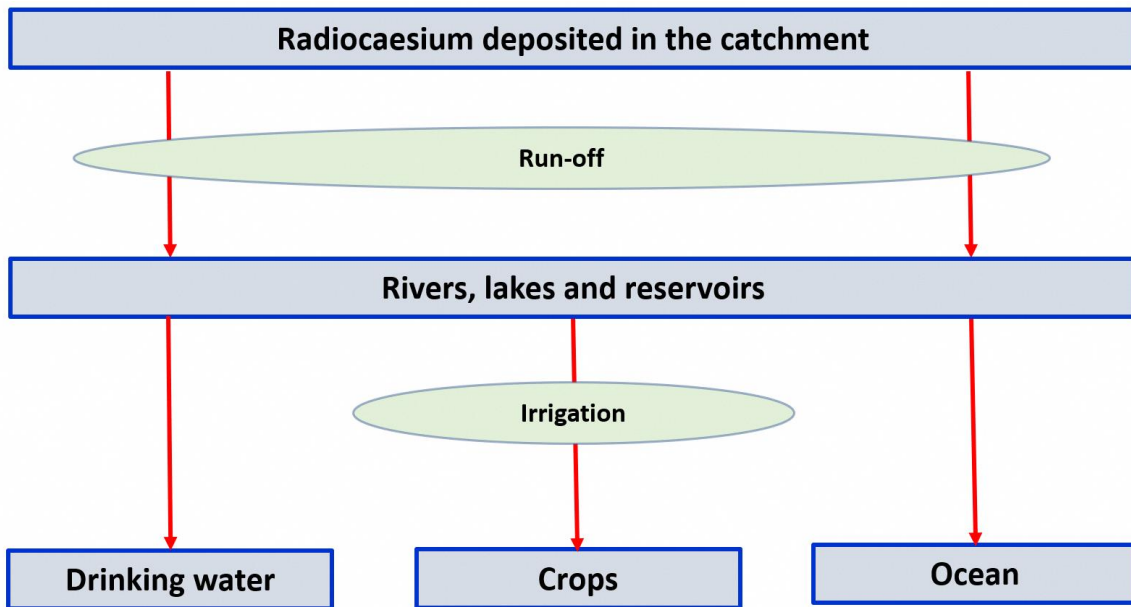 Radiocaesium deposited in the catchment
Run-off
Rivers, lakes and reservoirs
Irrigation
Drinking water
Crops
Ocean